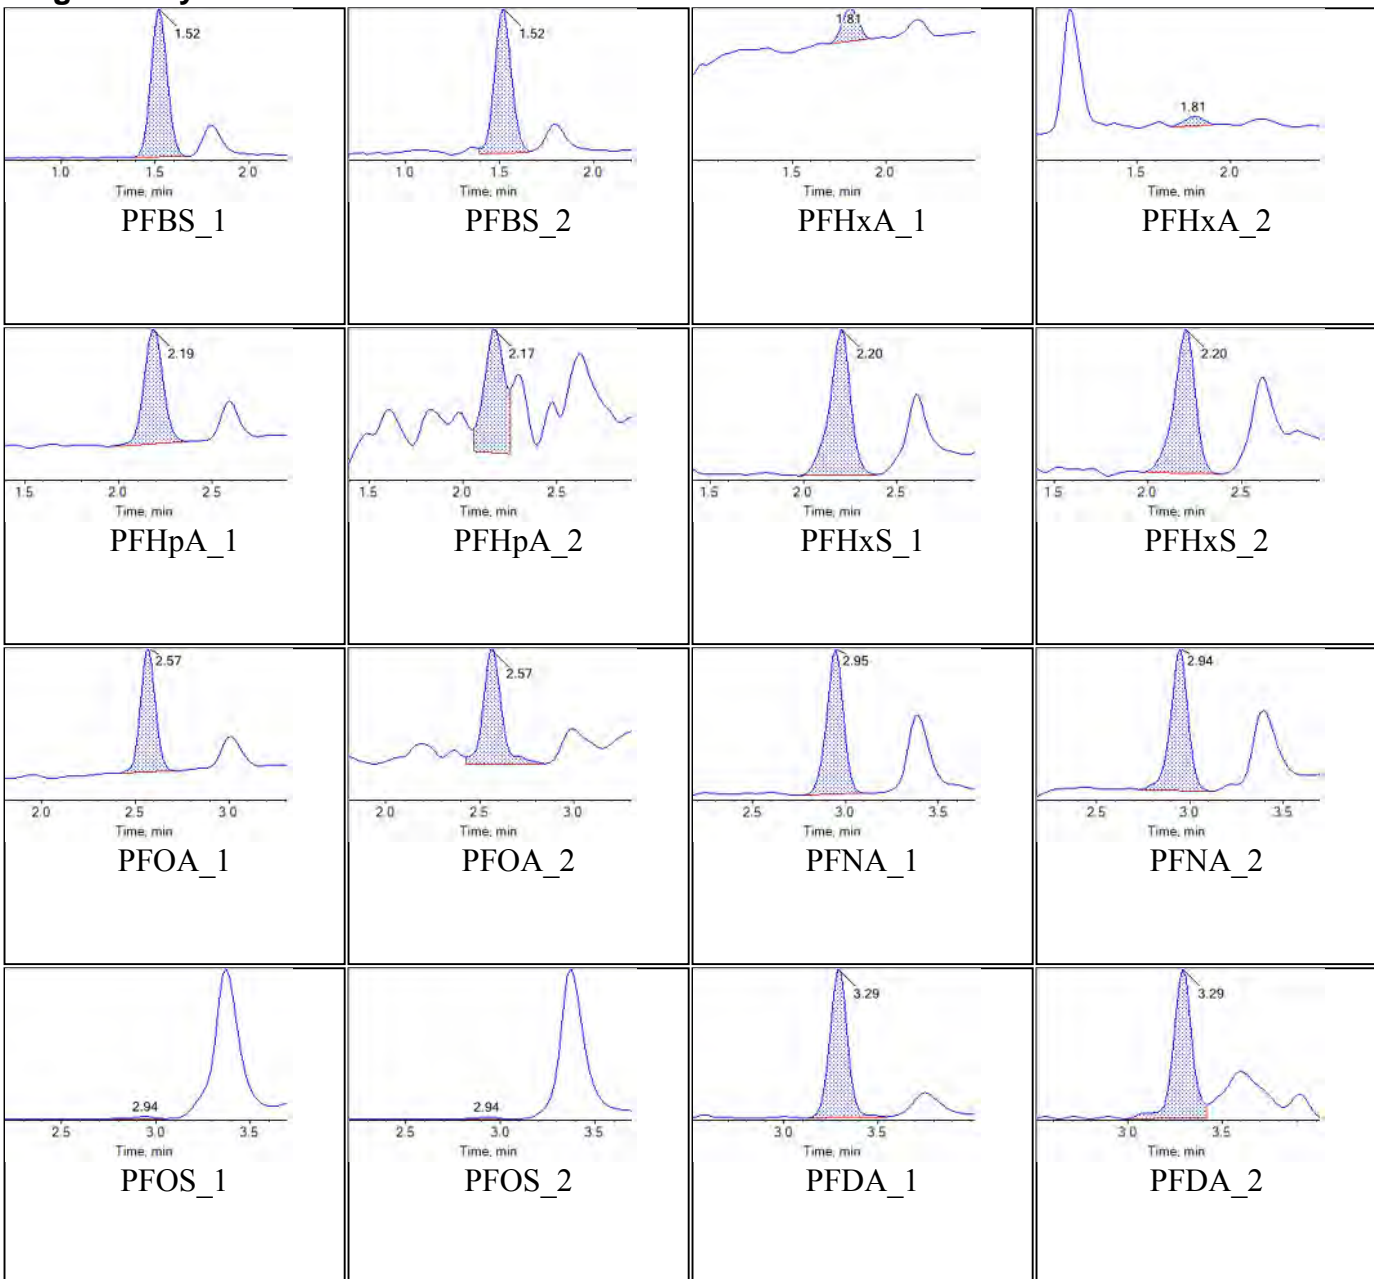 1.52
1.0 1.5 2.0
Time, min
PFBS_1
1.52
1.0 1.5 2.0
Time, min
PFBS_2
1.81
1.5 2.0
Time, min
PFHxA_1
1.81
1.5 2.0
Time, min
PFHxA_2
2.19
1.5 2.0 2.5
Time, min
PFHpA_1
2.17
1.5 2.0 2.5
Time, min
PFHpA_2
2.20
1.5 2.0 2.5
Time, min
PFHxS_1
2.20
1.5 2.0 2.5
Time, min
PFHxS_2
2.57
2.0 2.5 3.0
Time, min
PFOA_1
2.57
2.0 2.5 3.0
Time, min
PFOA_2
2.95
2.5 3.0 3.5
Time, min
PFNA_1
2.94
2.5 3.0 3.5
Time, min
PFNA_2
2.94
2.5 3.0 3.5
Time, min
PFOS_1
2.94
2.5 3.0 3.5
Time, min
PFOS_2
3.29
3.0 3.5
Time, min
PFDA_1
3.29
3.0 3.5
Time, min
PFDA_2